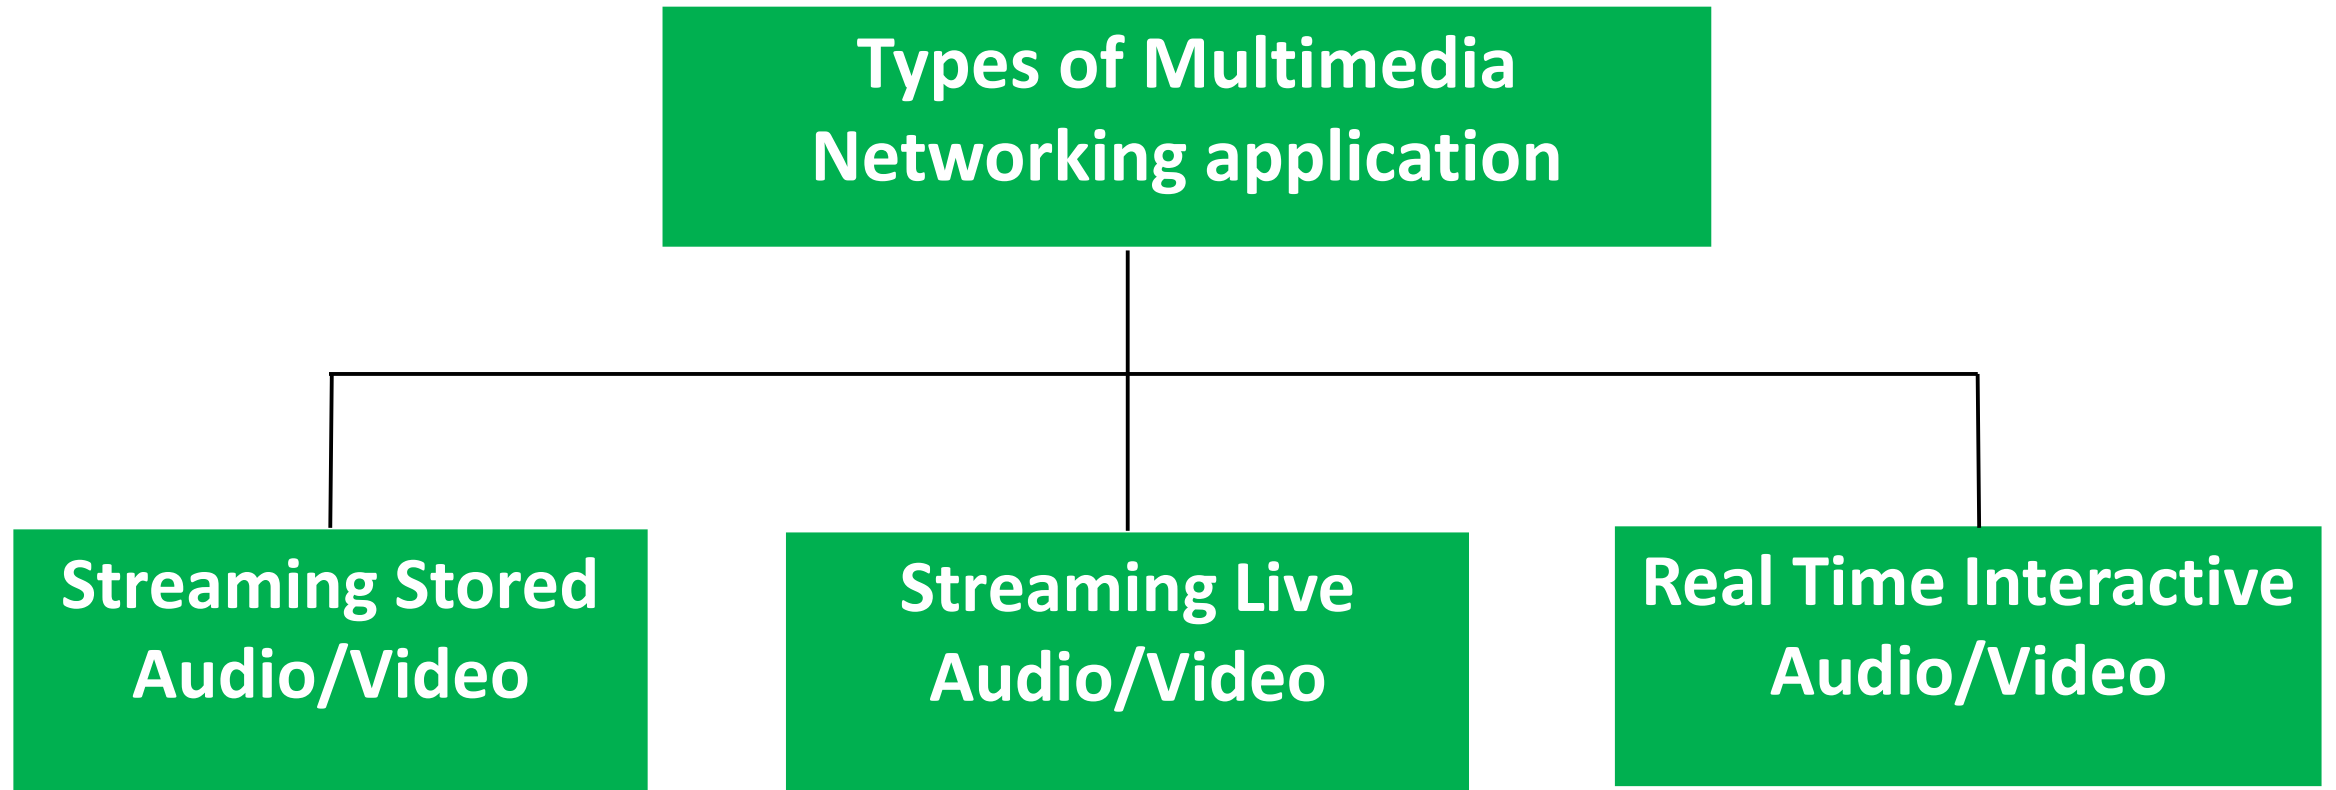 Types of Multimedia
Networking application
Streaming Stored
Audio/Video
Streaming Live
Audio/Video
Real Time Interactive
Audio/Video